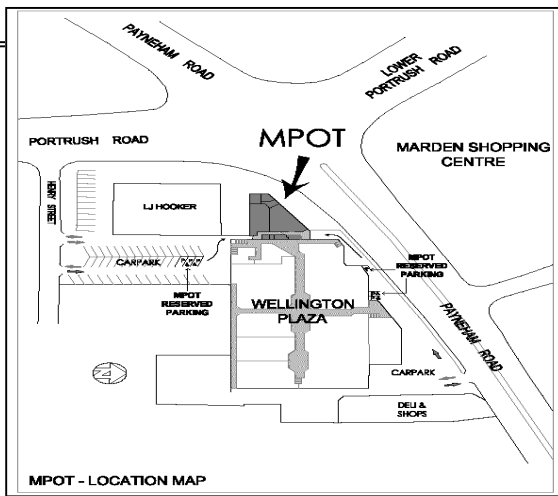 PAYNEHAM ROAD
LOWER
PORTRUSH ROAD
PORTRUSH ROAD
MPOT
MARDEN SHOPPING
CENTRE
HENRY STREET
LJ HOOKER
CARPARK
MPOT
RESERVED
PARKING
MPOT
RESERVED
PARKING
WELLINGTON
PLAZA
PAYNEHAM ROAD
CARPARK
DELI &
SHOPS
N
MPOT - LOCATION MAP